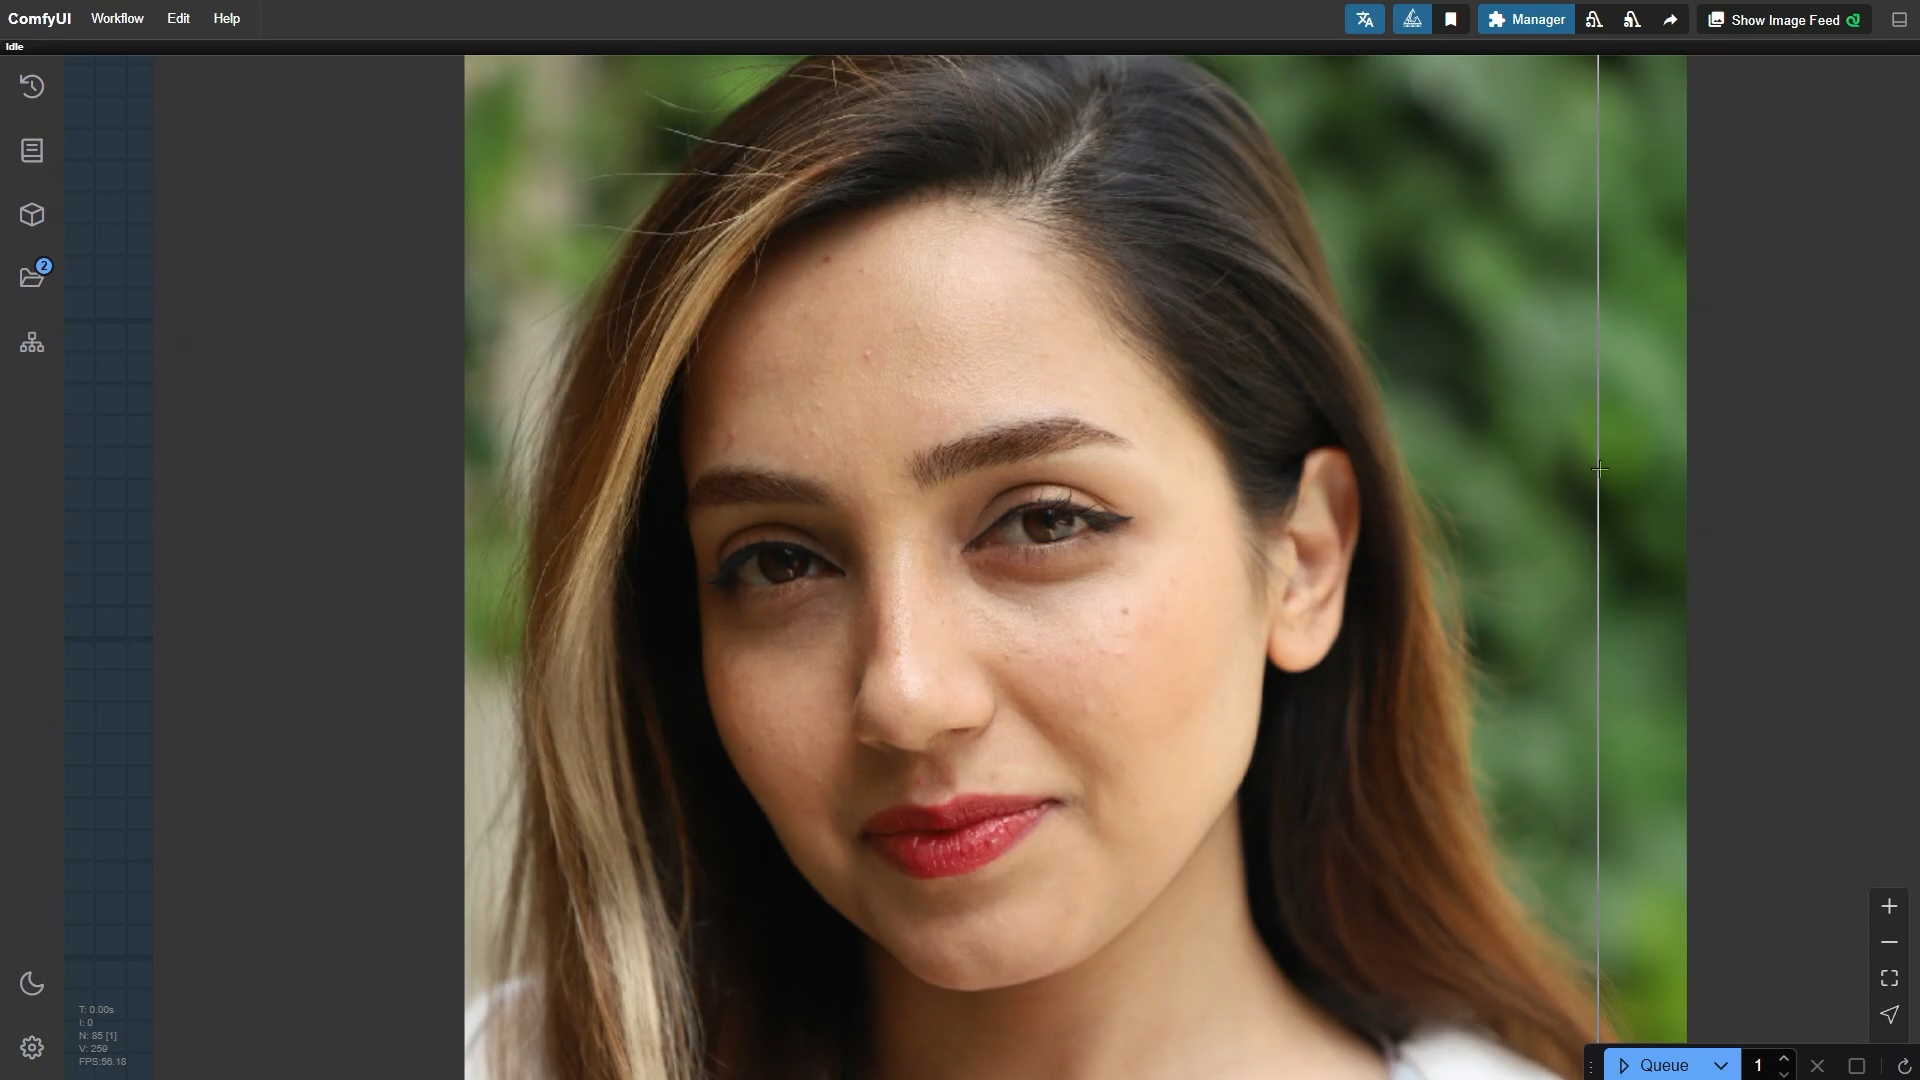 ComfyUI Workflow Edit Help Manager Show Image Feed
Idle
2
T: 0.00s
I: 0
N: 85 [1]
V: 259
FPS:56.18
Queue 1